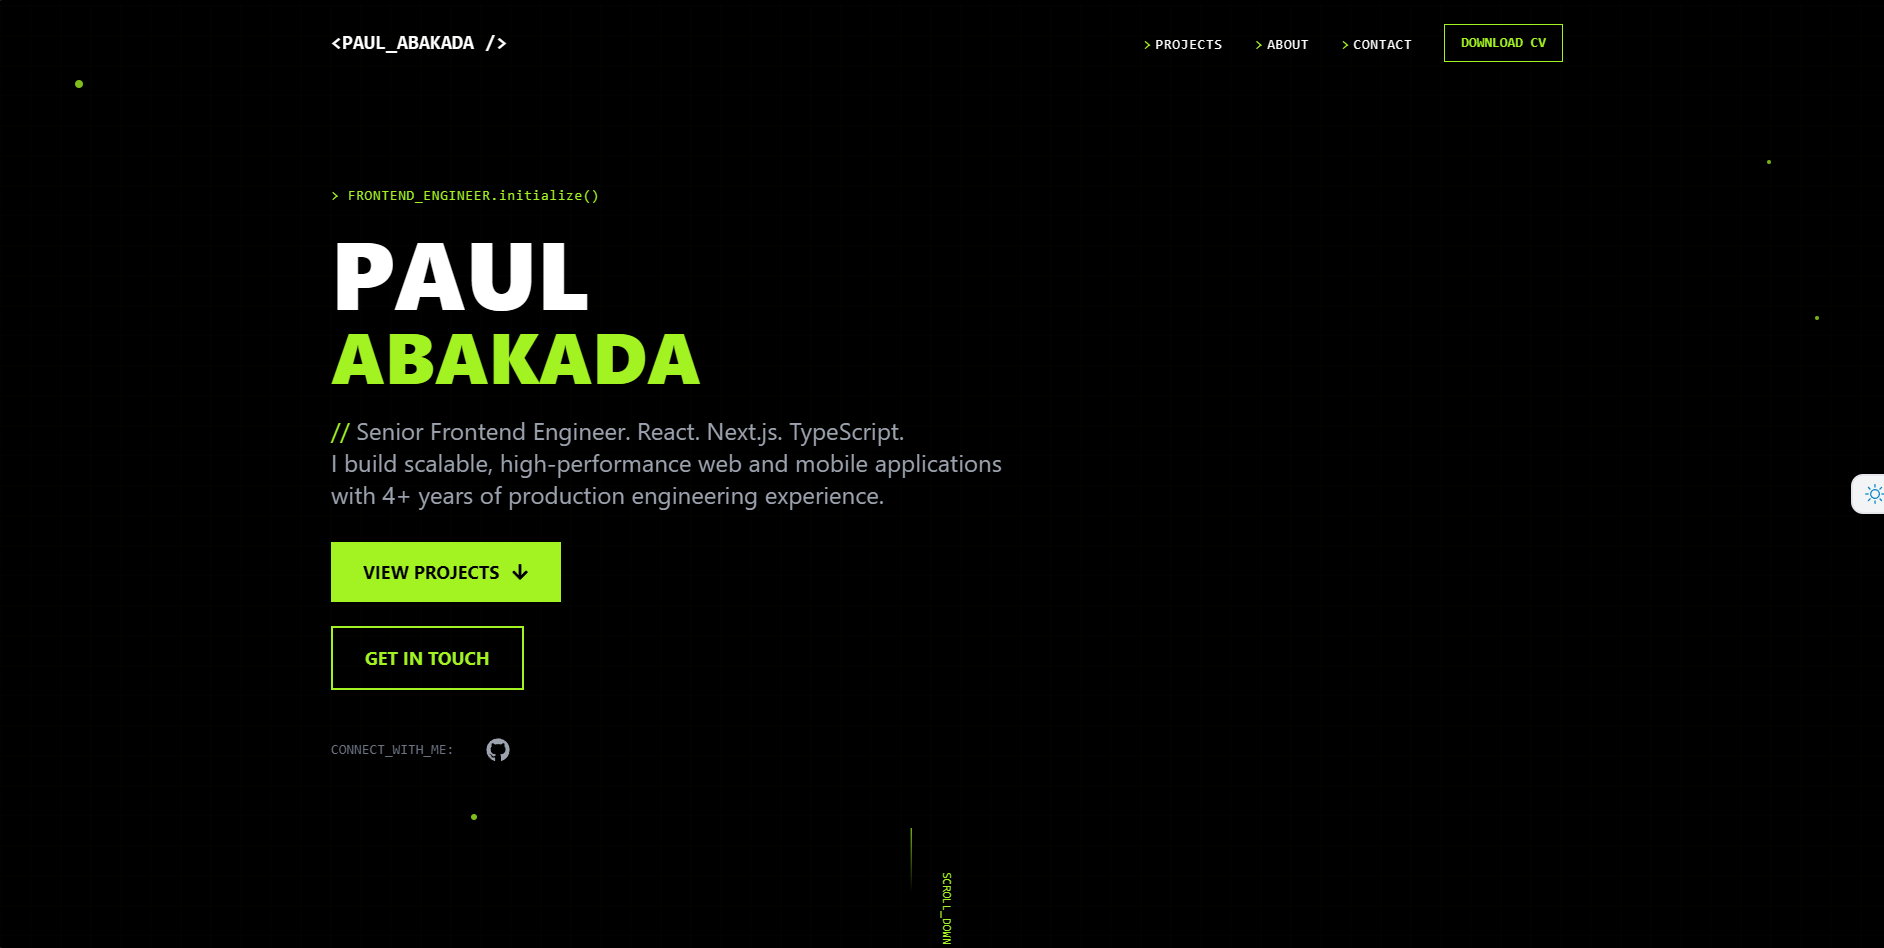 <PAUL_ABAKADA />
> PROJECTS
> ABOUT
> CONTACT
DOWNLOAD CV
> FRONTEND_ENGINEER.initialize()
PAUL
ABAKADA
// Senior Frontend Engineer. React. Next.js. TypeScript.
I build scalable, high-performance web and mobile applications
with 4+ years of production engineering experience.
VIEW PROJECTS ↓
GET IN TOUCH
CONNECT_WITH_ME:
SCROLL_DOWN